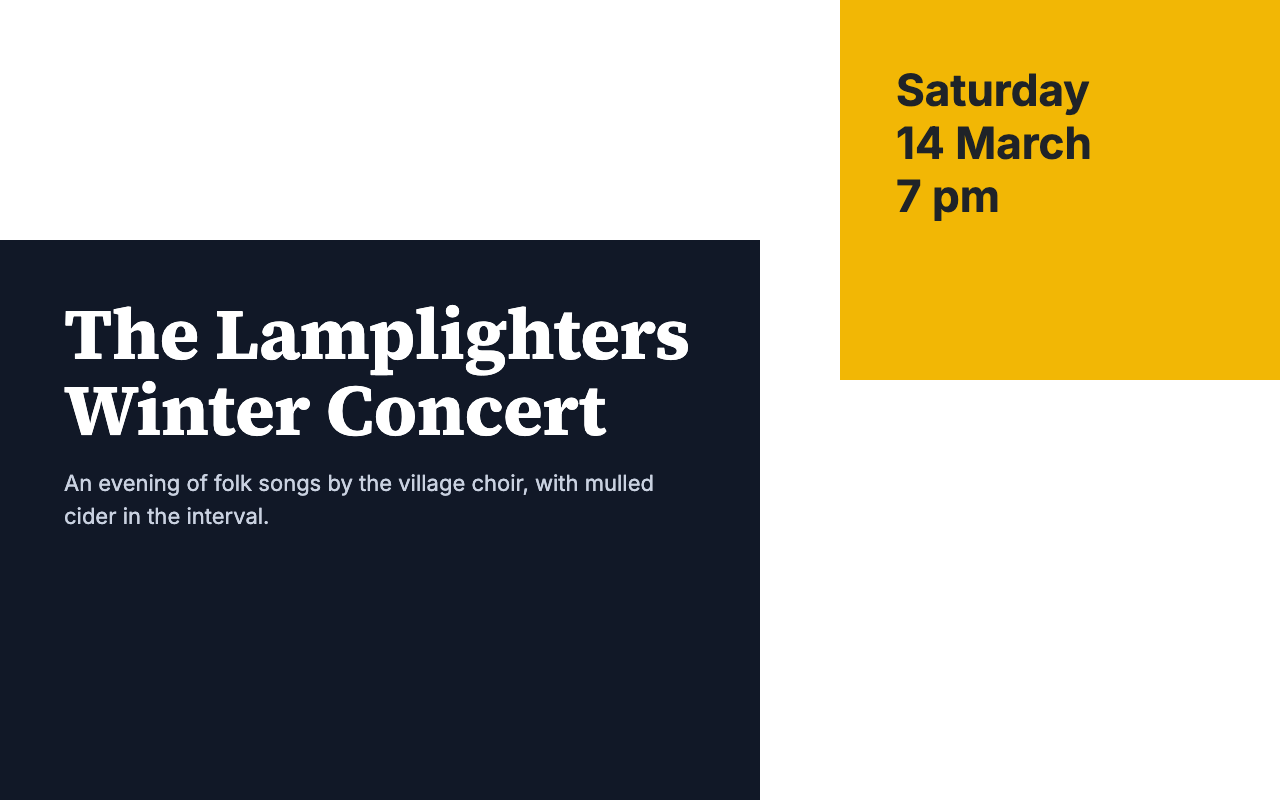 Saturday
14 March
7 pm
The Lamplighters
Winter Concert
An evening of folk songs by the village choir, with mulled
cider in the interval.